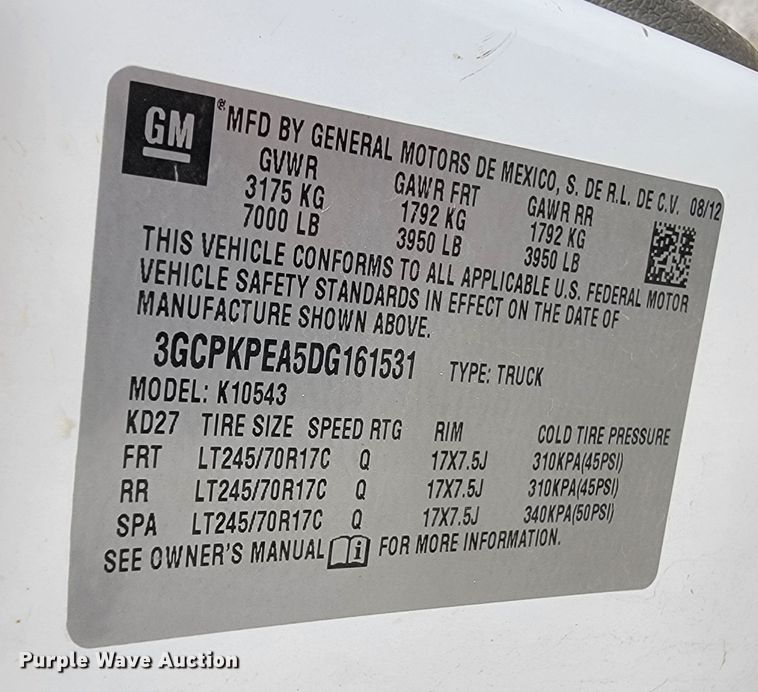 GM
®MFD BY GENERAL MOTORS DE MEXICO, S. DE R.L. DE C.V. 08/12
GVWR GAWR FRT GAWR RR
3175 KG 1792 KG 1792 KG
7000 LB 3950 LB 3950 LB
THIS VEHICLE CONFORMS TO ALL APPLICABLE U.S. FEDERAL MOTOR
VEHICLE SAFETY STANDARDS IN EFFECT ON THE DATE OF
MANUFACTURE SHOWN ABOVE.
3GCPKPEA5DG161531 TYPE: TRUCK
MODEL: K10543
KD27 TIRE SIZE SPEED RTG RIM COLD TIRE PRESSURE
FRT LT245/70R17C Q 17X7.5J 310KPA(45PSI)
RR LT245/70R17C Q 17X7.5J 310KPA(45PSI)
SPA LT245/70R17C Q 17X7.5J 340KPA(50PSI)
SEE OWNER'S MANUAL i FOR MORE INFORMATION.
Purple Wave Auction